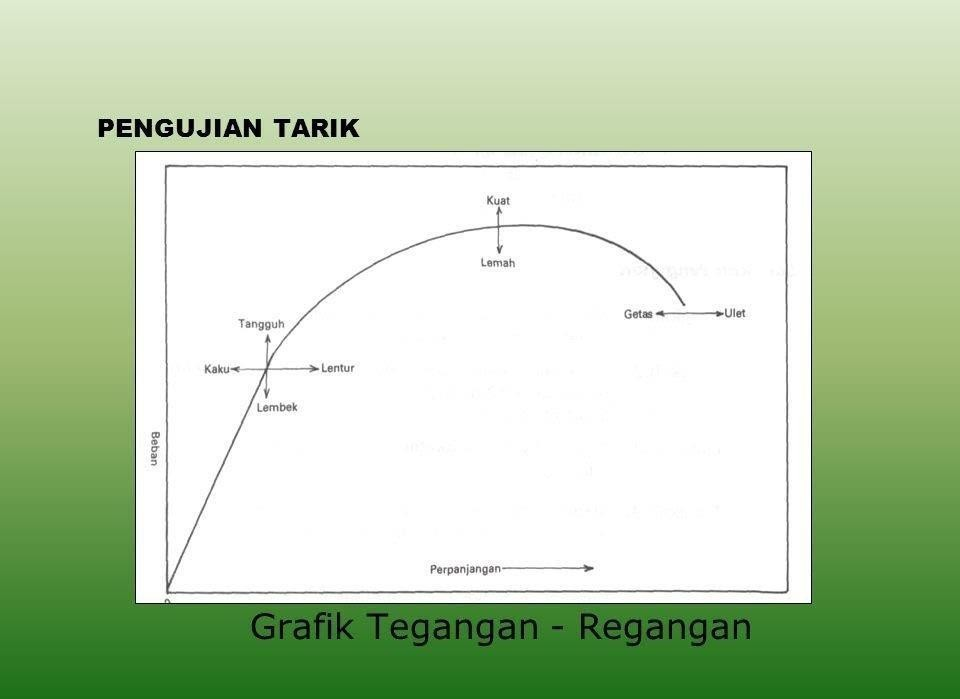 PENGUJIAN TARIK
Kuat
Lemah
Getas
Ulet
Tangguh
Kaku
Lentur
Lembek
Beban
Perpanjangan
Grafik Tegangan - Regangan